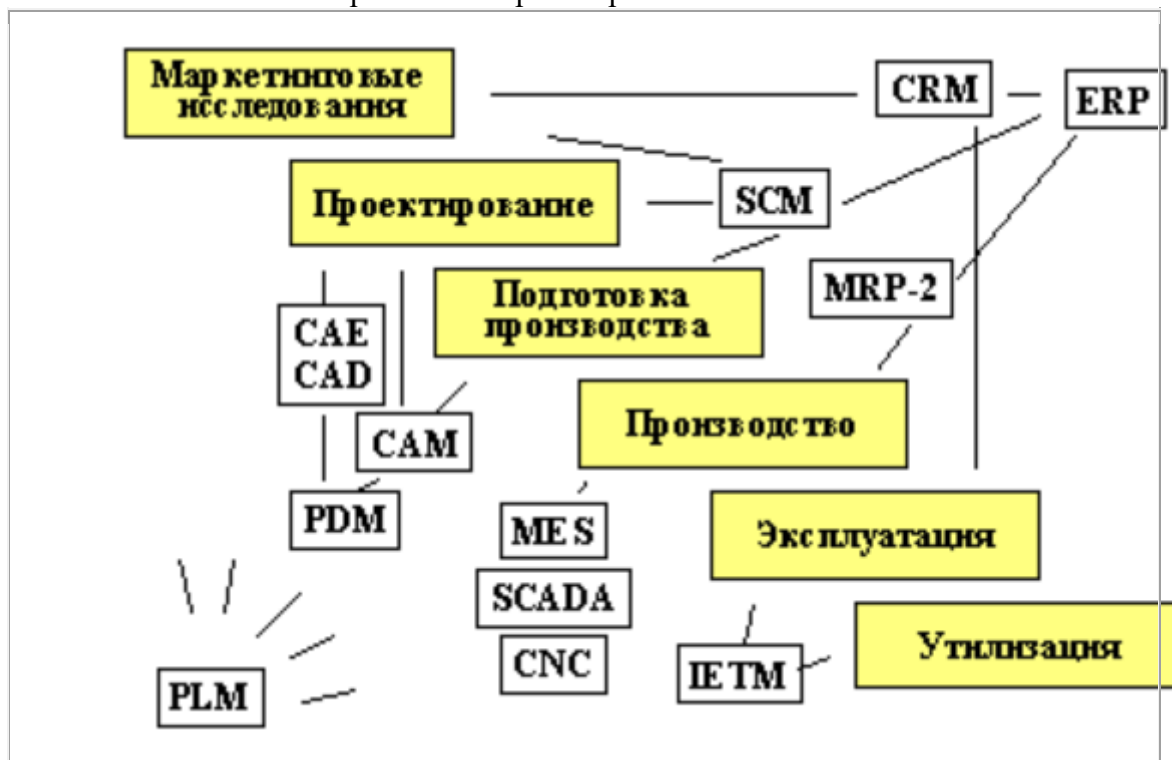 Маркетинговые
исследования
CRM
ERP
Проектирование
SCM
Подготовка
производства
MRP-2
CAE
CAD
Производство
CAM
PDM
MES
Эксплуатация
SCADA
CNC
IETM
Утилизация
PLM